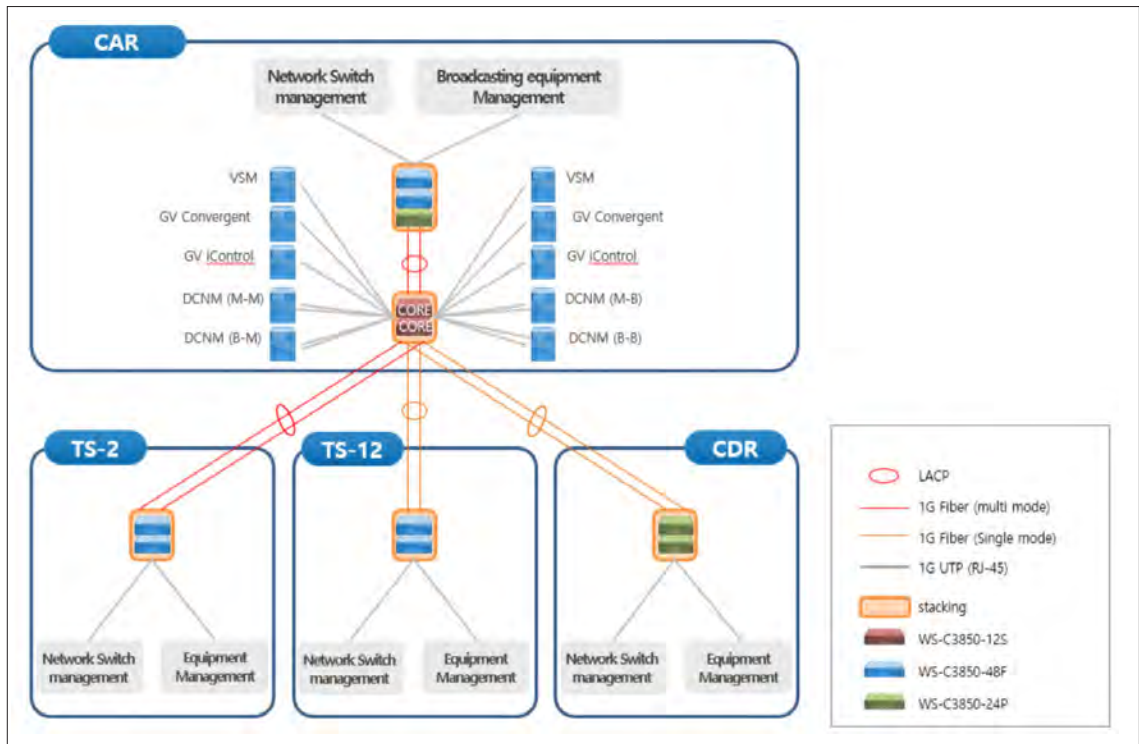 CAR
Network Switch
management
Broadcasting equipment
Management
VSM
GV Convergent
GV iControl
DCNM (M-M)
DCNM (B-M)
VSM
GV Convergent
GV iControl
DCNM (M-B)
DCNM (B-B)
CORE
CORE
TS-2
Network Switch
management
Equipment
Management
TS-12
Network Switch
management
Equipment
Management
CDR
Network Switch
management
Equipment
Management
LACP
1G Fiber (multi mode)
1G Fiber (Single mode)
1G UTP (RJ-45)
stacking
WS-C3850-12S
WS-C3850-48F
WS-C3850-24P